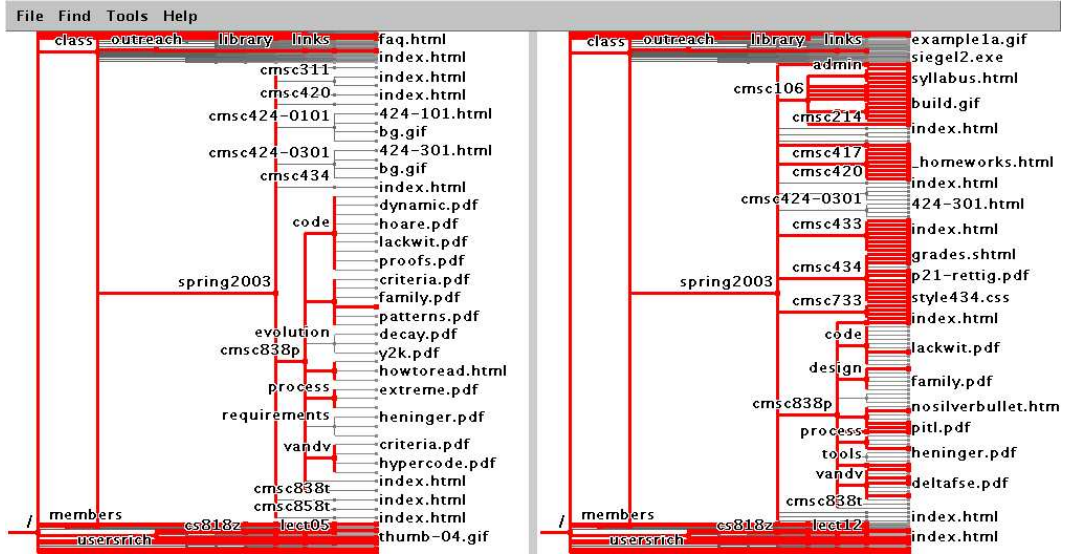 File Find Tools Help
class outreach library links faq.html
index.html
cmsc311
index.html
cmsc420
index.html
cmsc424-0101 424-101.html
bg.gif
cmsc424-0301 424-301.html
bg.gif
cmsc434
index.html
dynamic.pdf
code hoare.pdf
lackwit.pdf
proofs.pdf
spring2003 criteria.pdf
family.pdf
patterns.pdf
evolution decay.pdf
cmsc838p y2k.pdf
howtoread.html
process extreme.pdf
requirements heninger.pdf
vandv criteria.pdf
hypercode.pdf
index.html
cmsc838t
index.html
cmsc858t
members index.html
/ cs818z lect05
usersrich thumb-04.gif
class outreach library links example1a.gif
siegel2.exe
admin
syllabus.html
cmsc106
build.gif
cmsc214
index.html
cmsc417
_homeworks.html
cmsc420
index.html
cmsc424-0301 424-301.html
cmsc433 index.html
grades.shtml
cmsc434 p21-rettig.pdf
spring2003
style434.css
cmsc733 index.html
code
lackwit.pdf
design
family.pdf
cmsc838p nosilverbullet.htm
process pitl.pdf
tools heninger.pdf
vandv
deltafse.pdf
cmsc838t
members index.html
/ cs818z lect12
usersrich index.html